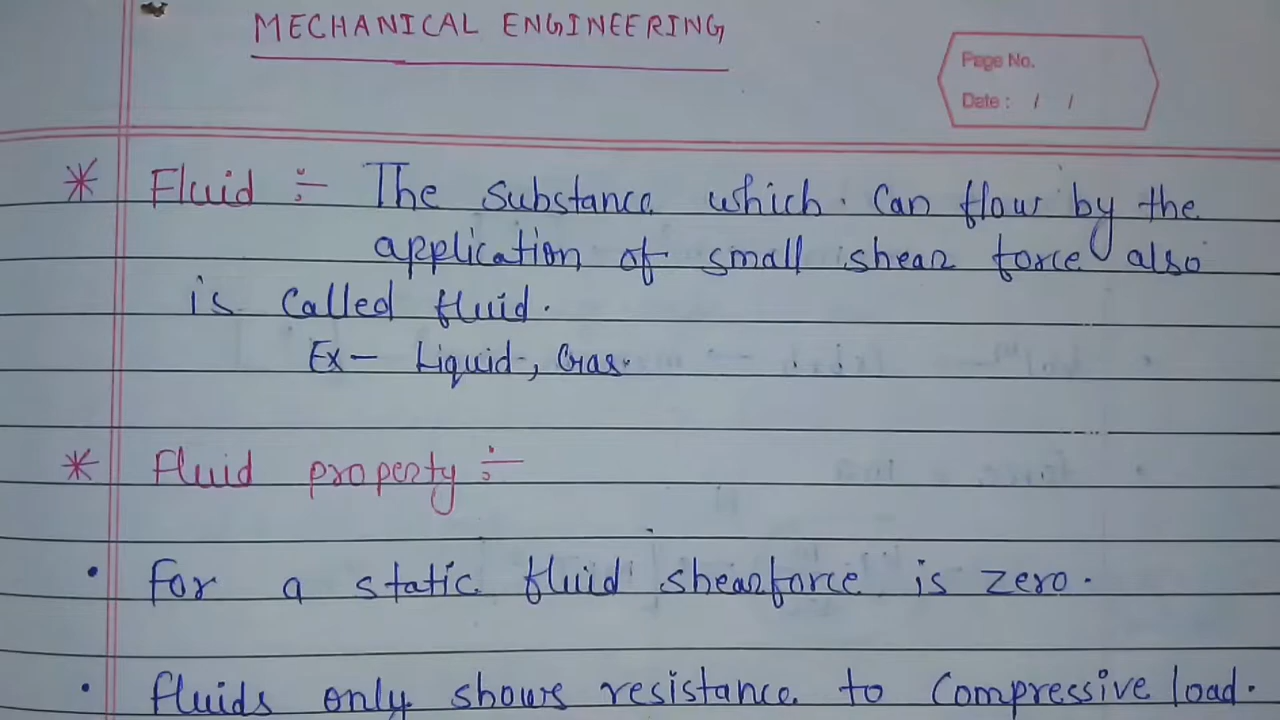 MECHANICAL ENGINEERING
Page No.
Date : / /
* Fluid :- The substance which can flow by the
application of small shear force also
is called fluid.
Ex - Liquid, Gas.
* Fluid property :-
• For a static fluid shearforce is zero.
• fluids only shows resistance to compressive load.